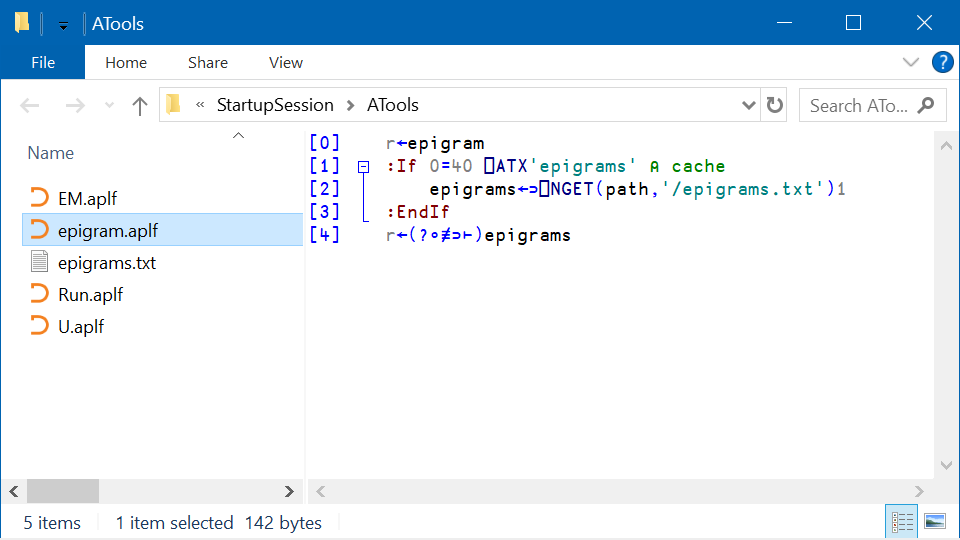 ATools
File Home Share View
« StartupSession > ATools
Search ATo...
Name
EM.aplf
epigram.aplf
epigrams.txt
Run.aplf
U.aplf
[0] r←epigram
[1] :If 0=40 ⎕ATX'epigrams' ⍝ cache
[2] epigrams←⊃⎕NGET(path,'/epigrams.txt')1
[3] :EndIf
[4] r←(?∘≢⊃⊢)epigrams
5 items 1 item selected 142 bytes